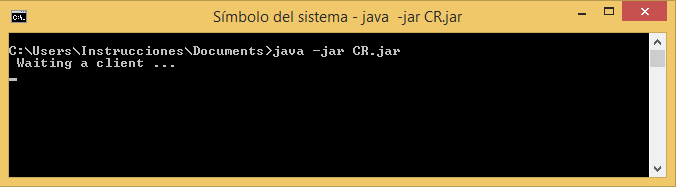 Símbolo del sistema - java  -jar CR.jar
C:\Users\Instrucciones\Documents>java -jar CR.jar
Waiting a client ...